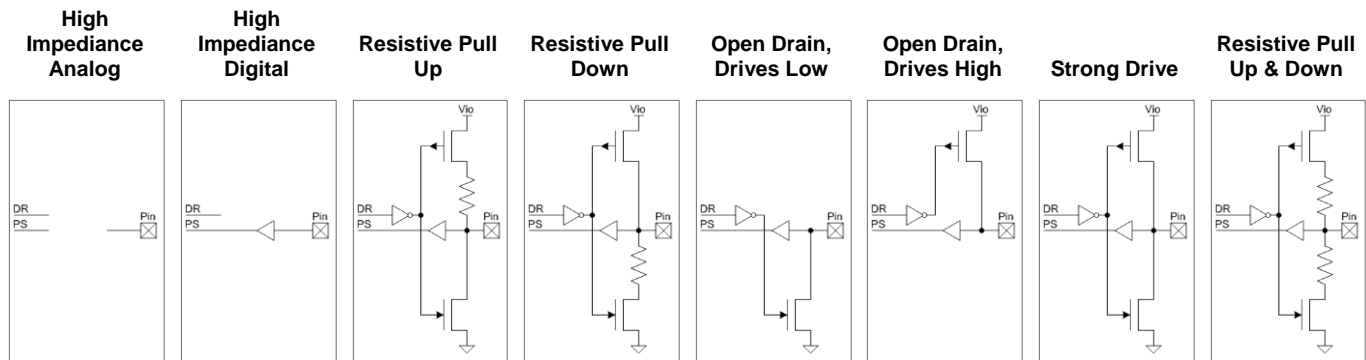 High
Impediance
Analog
High
Impediance
Digital
Resistive Pull
Up
Resistive Pull
Down
Open Drain,
Drives Low
Open Drain,
Drives High
Strong Drive
Resistive Pull
Up & Down
DR
PS
Pin
DR
PS
Pin
Vio
DR
PS
Pin
Vio
DR
PS
Pin
DR
PS
Pin
Vio
DR
PS
Pin
Vio
DR
PS
Pin
Vio
DR
PS
Pin